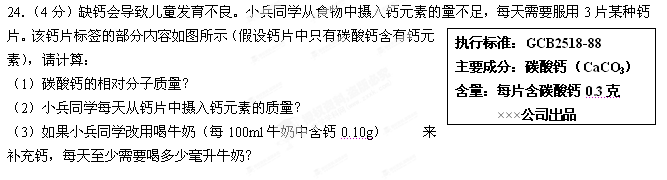 24.（4 分）缺钙会导致儿童发育不良。小兵同学从食物中摄入钙元素的量不足，每天需要服用 3 片某种钙
片。该钙片标签的部分内容如图所示（假设钙片中只有碳酸钙含有钙元
素），请计算：
（1）碳酸钙的相对分子质量？
（2）小兵同学每天从钙片中摄入钙元素的质量？
（3）如果小兵同学改用喝牛奶（每 100ml 牛奶中含钙 0.10g） 来
补充钙，每天至少需要喝多少毫升牛奶？
执行标准：GCB2518-88
主要成分：碳酸钙（CaCO₃）
含量：每片含碳酸钙 0.3 克
×××公司出品